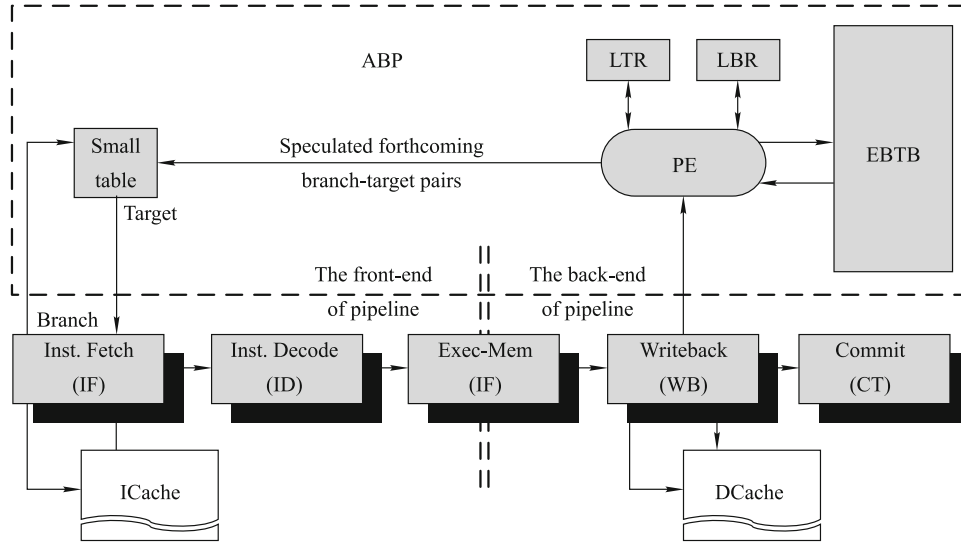 ABP
LTR
LBR
EBTB
Small
table
Speculated forthcoming
branch-target pairs
PE
Target
The front-end
of pipeline
The back-end
of pipeline
Branch
Inst. Fetch
(IF)
Inst. Decode
(ID)
Exec-Mem
(IF)
Writeback
(WB)
Commit
(CT)
ICache
DCache